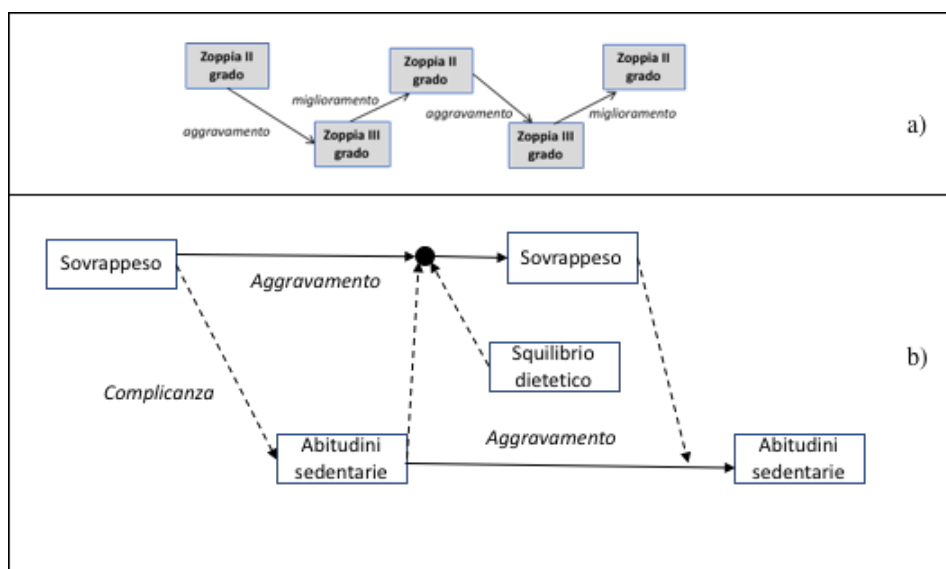 Zoppia II
grado
Zoppia II
grado
Zoppia II
grado
miglioramento
aggravamento
aggravamento
miglioramento
Zoppia III
grado
Zoppia III
grado
a)
Sovrappeso
Sovrappeso
Aggravamento
Squilibrio
dietetico
b)
Complicanza
Aggravamento
Abitudini
sedentarie
Abitudini
sedentarie